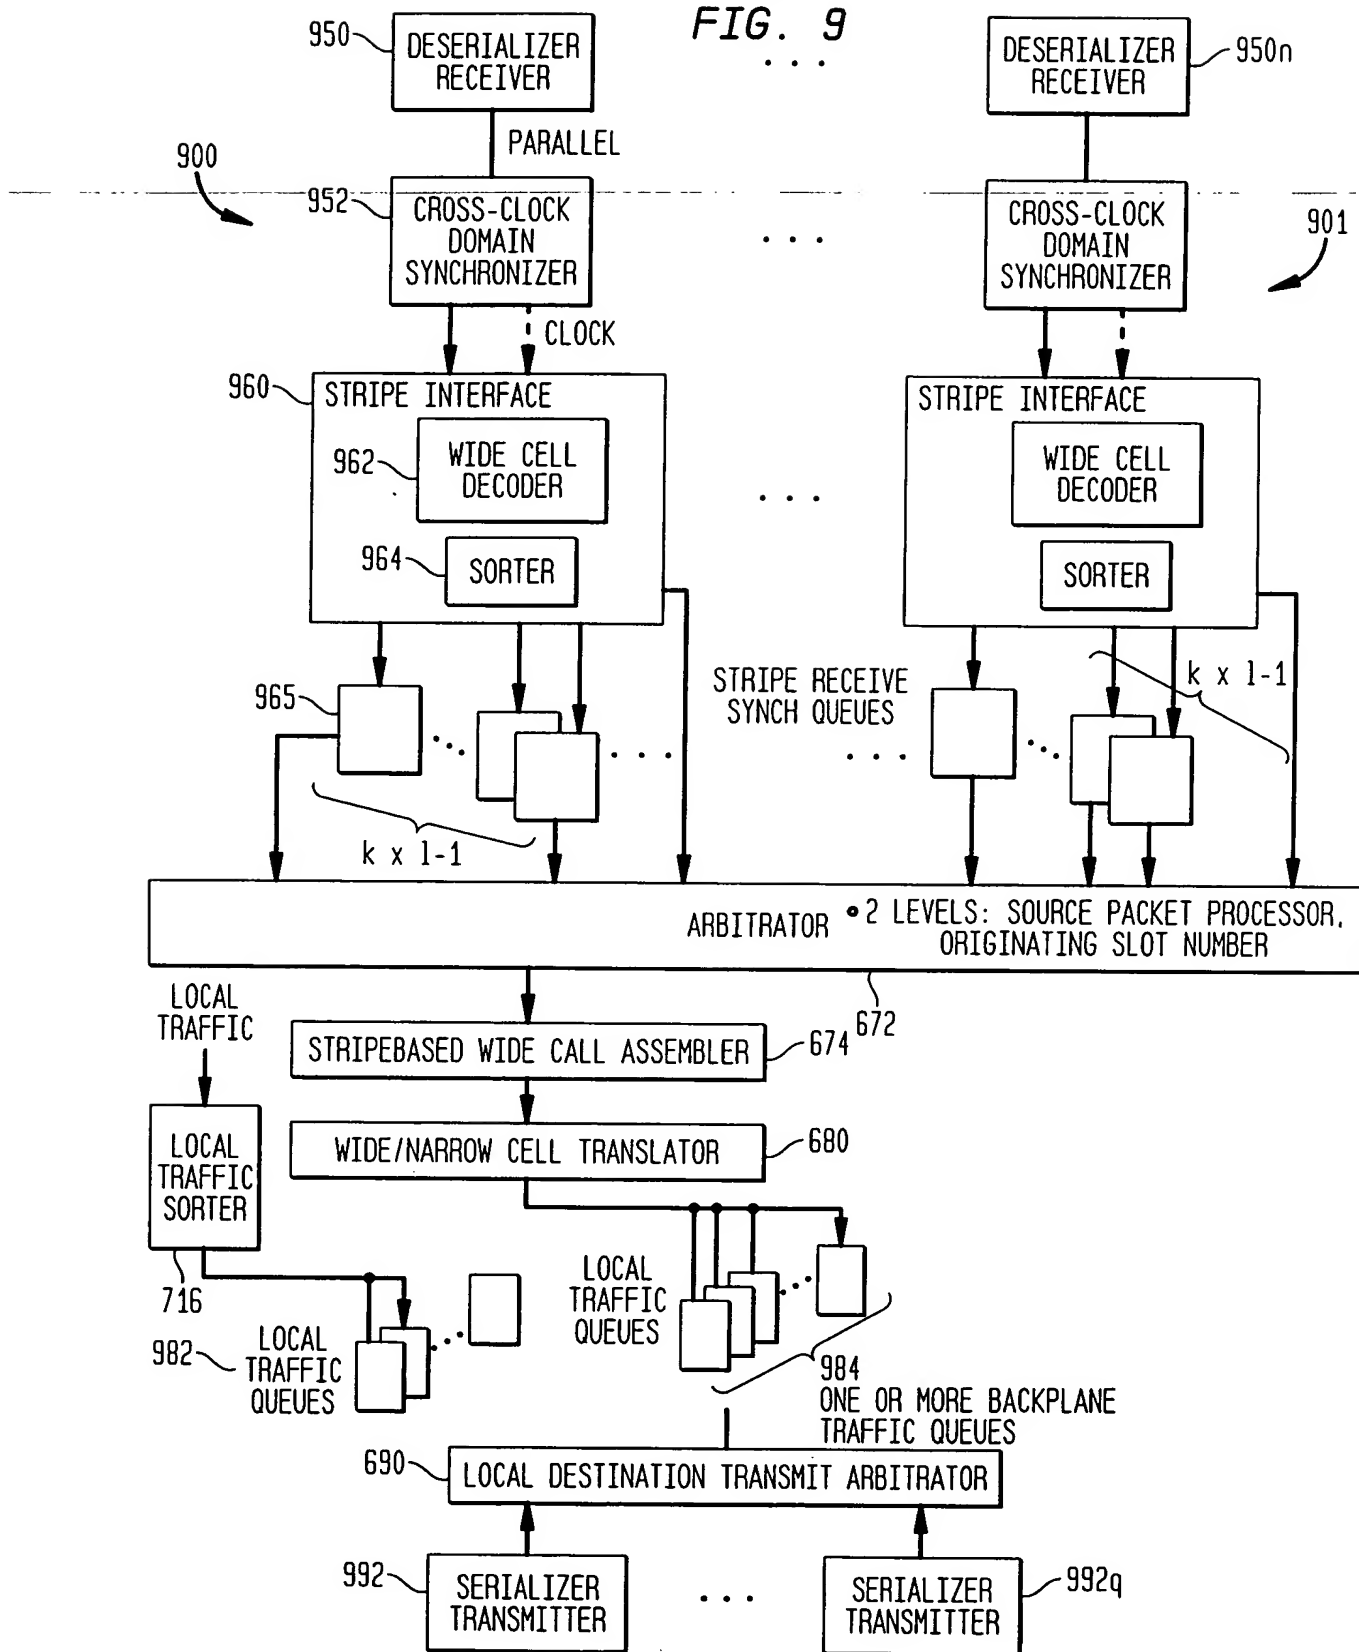 FIG. 9
950
DESERIALIZER
RECEIVER
. . .
DESERIALIZER
RECEIVER
950n
PARALLEL
900
952
CROSS-CLOCK
DOMAIN
SYNCHRONIZER
. . .
CROSS-CLOCK
DOMAIN
SYNCHRONIZER
901
CLOCK
960
STRIPE INTERFACE
962
WIDE CELL
DECODER
964
SORTER
. . .
STRIPE INTERFACE
WIDE CELL
DECODER
SORTER
965
STRIPE RECEIVE
SYNCH QUEUES
k x l-1
k x l-1
ARBITRATOR
• 2 LEVELS: SOURCE PACKET PROCESSOR,
ORIGINATING SLOT NUMBER
672
LOCAL
TRAFFIC
STRIPEBASED WIDE CALL ASSEMBLER
674
LOCAL
TRAFFIC
SORTER
716
WIDE/NARROW CELL TRANSLATOR
680
LOCAL
TRAFFIC
QUEUES
982
LOCAL
TRAFFIC
QUEUES
984
ONE OR MORE BACKPLANE
TRAFFIC QUEUES
690
LOCAL DESTINATION TRANSMIT ARBITRATOR
992
SERIALIZER
TRANSMITTER
. . .
SERIALIZER
TRANSMITTER
992q